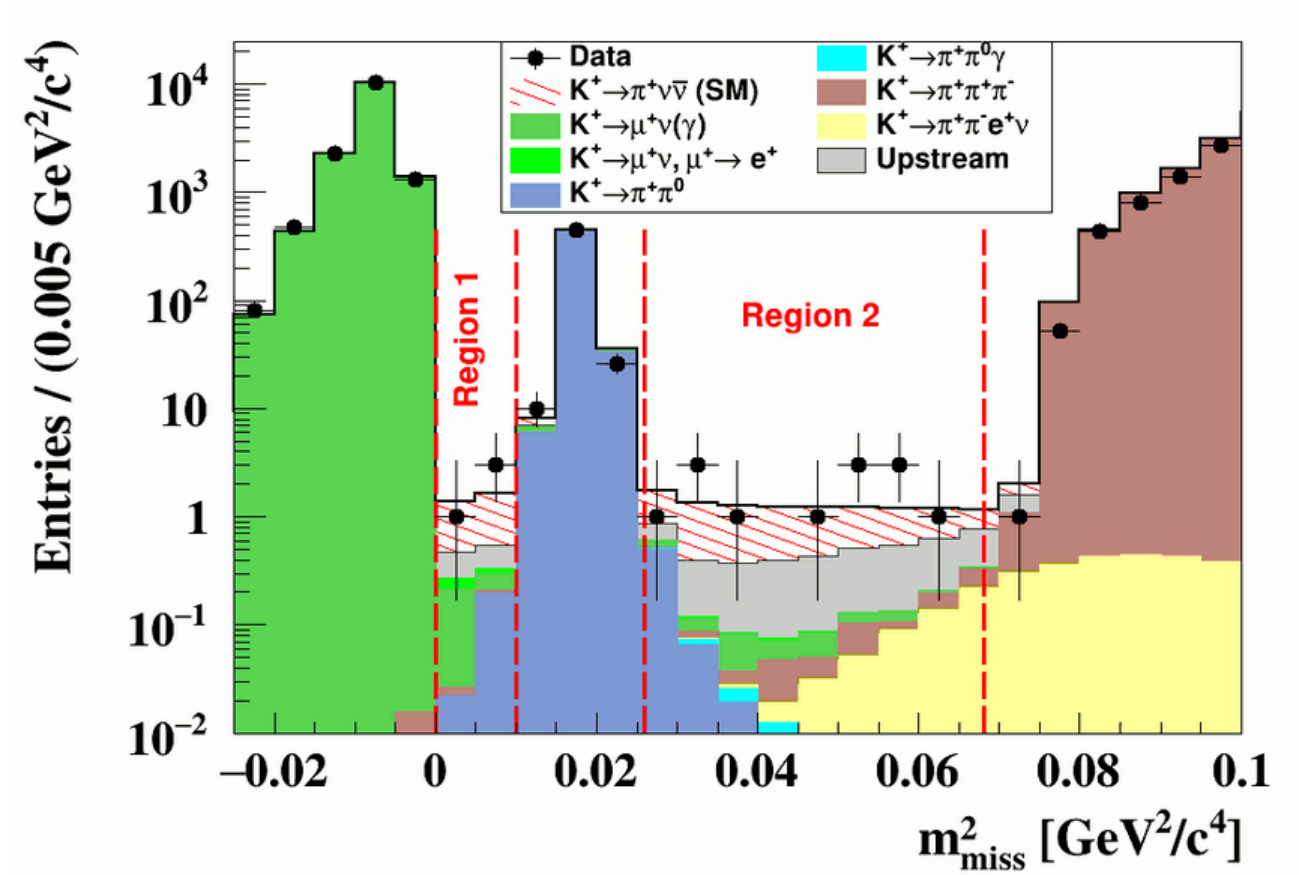 Entries / (0.005 GeV²/c⁴)
10⁴
10³
10²
10
1
10⁻¹
10⁻²
Data
K⁺→π⁺νν̅ (SM)
K⁺→μ⁺ν(γ)
K⁺→μ⁺ν, μ⁺→ e⁺
K⁺→π⁺π⁰
K⁺→π⁺π⁰γ
K⁺→π⁺π⁺π⁻
K⁺→π⁺π⁻e⁺ν
Upstream
Region 1
Region 2
−0.02 0 0.02 0.04 0.06 0.08 0.1
m²miss [GeV²/c⁴]